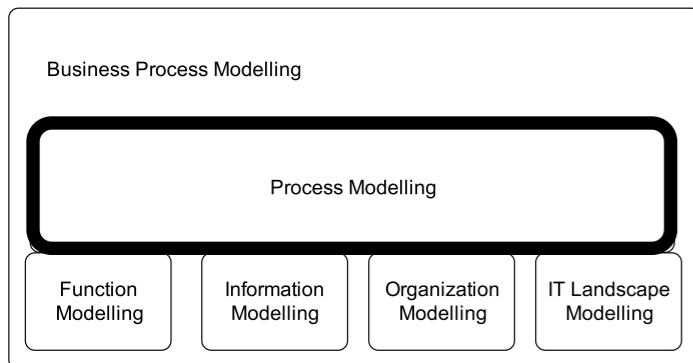 Business Process Modelling
Process Modelling
Function
Modelling
Information
Modelling
Organization
Modelling
IT Landscape
Modelling